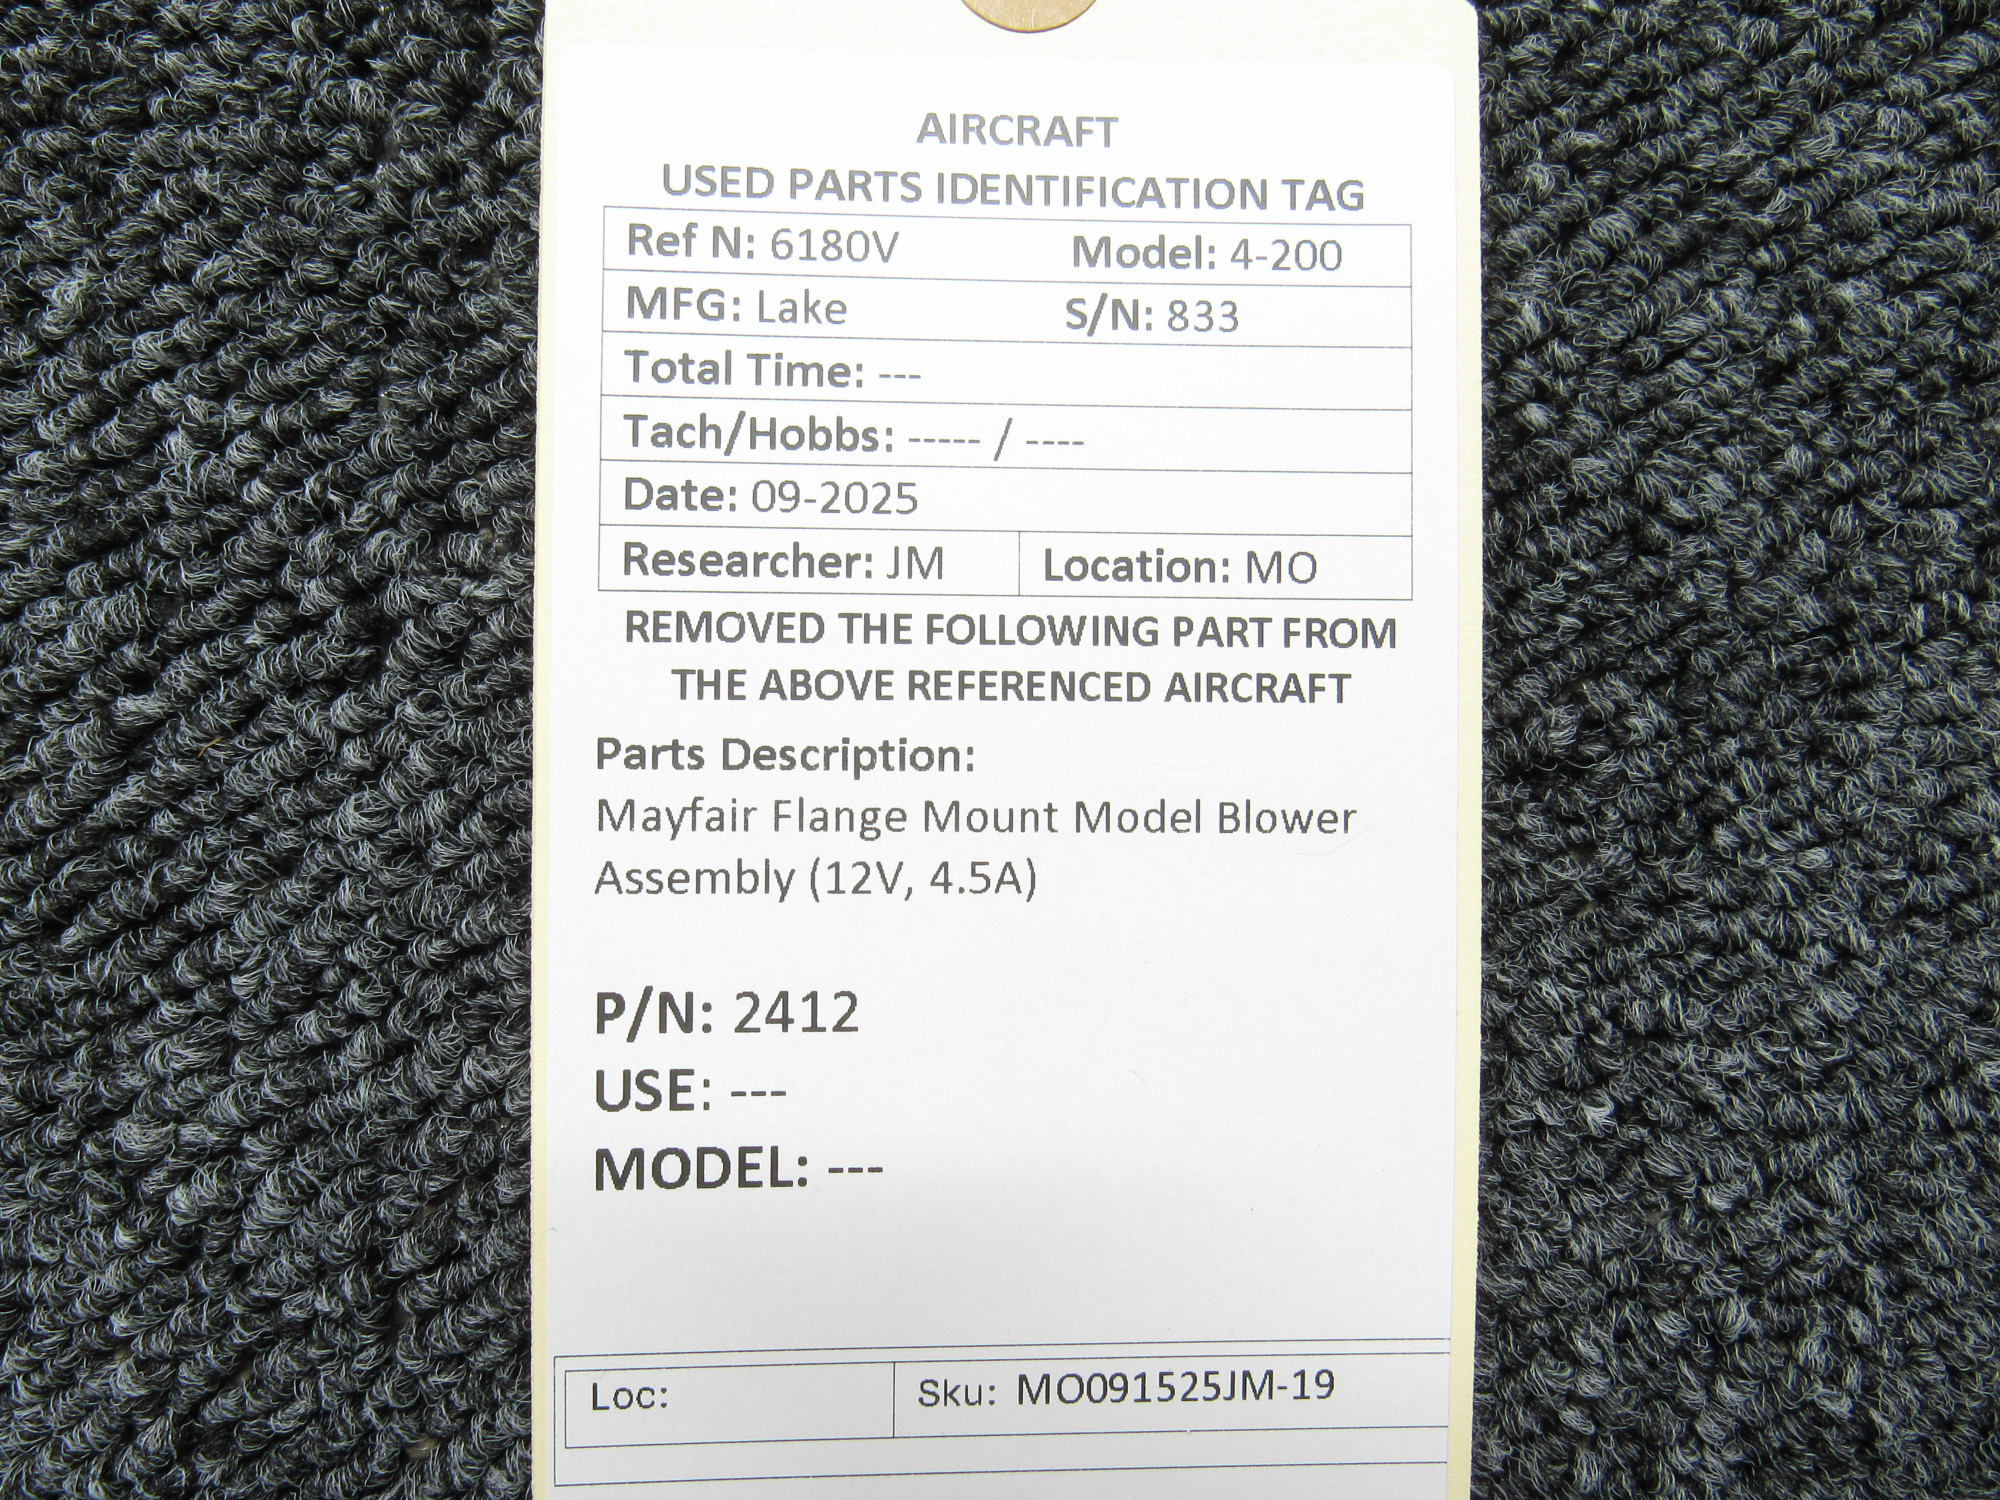 AIRCRAFT
USED PARTS IDENTIFICATION TAG
Ref N: 6180V Model: 4-200
MFG: Lake S/N: 833
Total Time: ---
Tach/Hobbs: ----- / ----
Date: 09-2025
Researcher: JM Location: MO
REMOVED THE FOLLOWING PART FROM
THE ABOVE REFERENCED AIRCRAFT
Parts Description:
Mayfair Flange Mount Model Blower
Assembly (12V, 4.5A)
P/N: 2412
USE: ---
MODEL: ---
Loc: Sku: MO091525JM-19